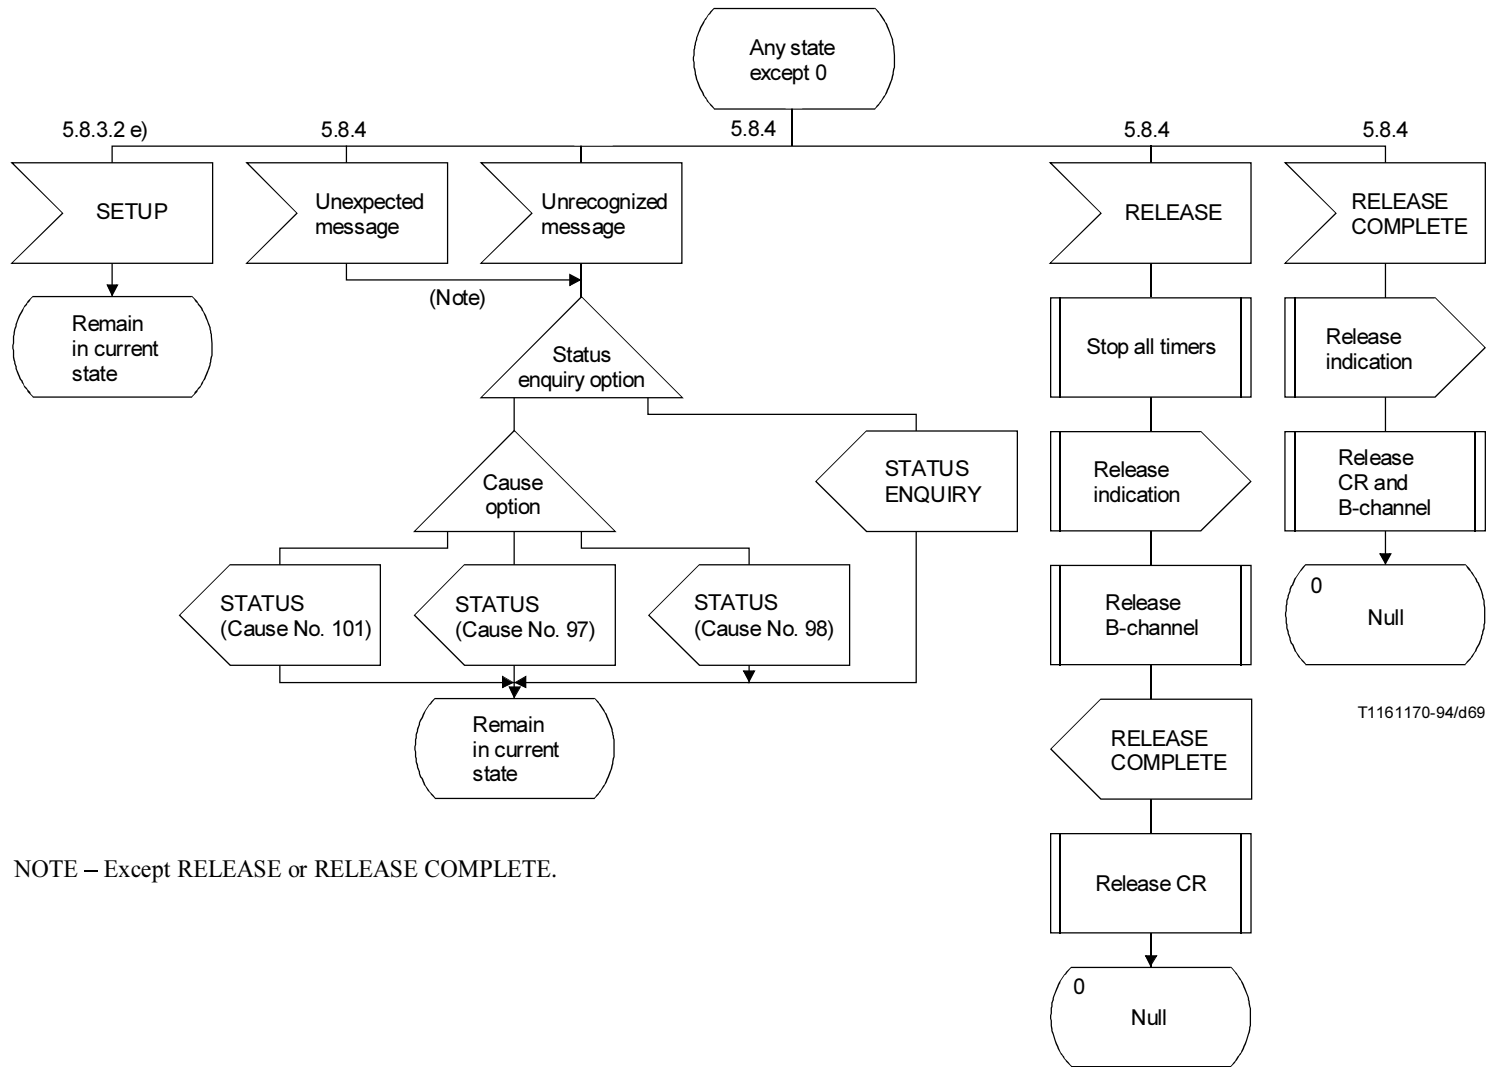 Any state
except 0
5.8.3.2 e)
5.8.4
5.8.4
5.8.4
5.8.4
SETUP
Unexpected
message
Unrecognized
message
RELEASE
RELEASE
COMPLETE
(Note)
Remain
in current
state
Status
enquiry option
Stop all timers
Release
indication
Cause
option
STATUS
ENQUIRY
Release
indication
Release
CR and
B-channel
STATUS
(Cause No. 101)
STATUS
(Cause No. 97)
STATUS
(Cause No. 98)
Release
B-channel
0
Null
Remain
in current
state
RELEASE
COMPLETE
T1161170-94/d69
NOTE – Except RELEASE or RELEASE COMPLETE.
Release CR
0
Null